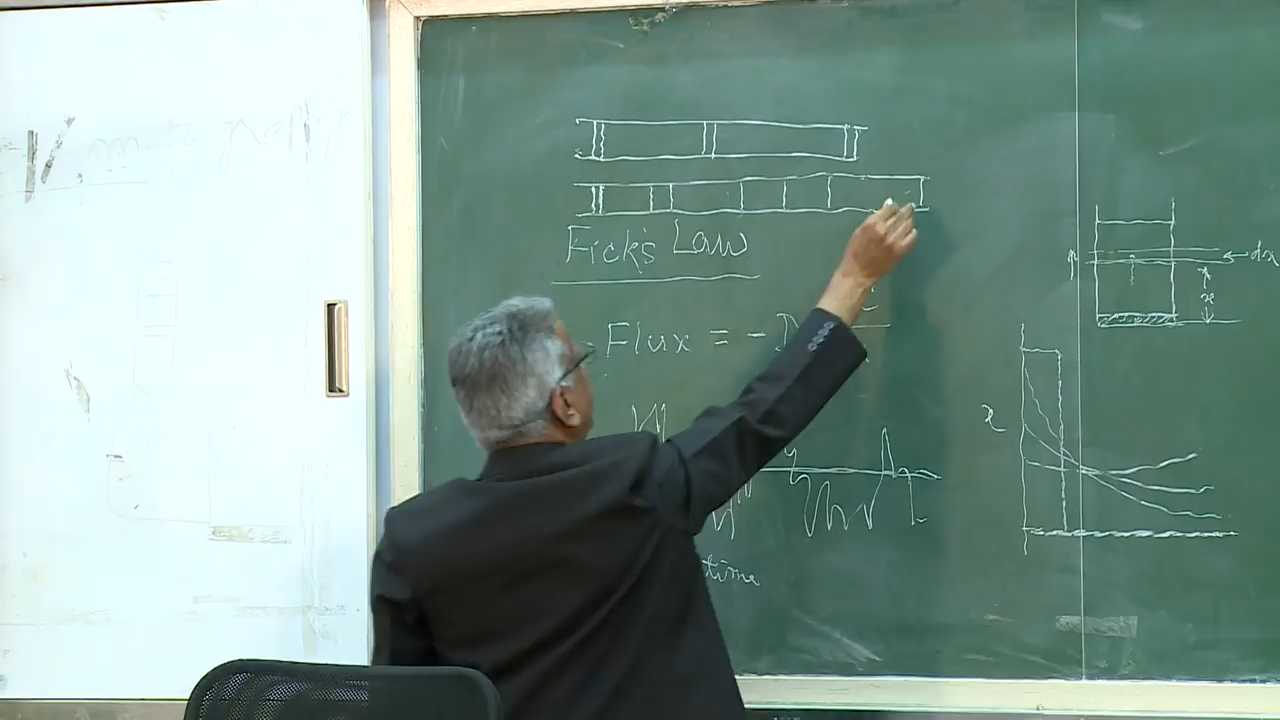 Fick's Law
Flux = -D
time
dx
x
x